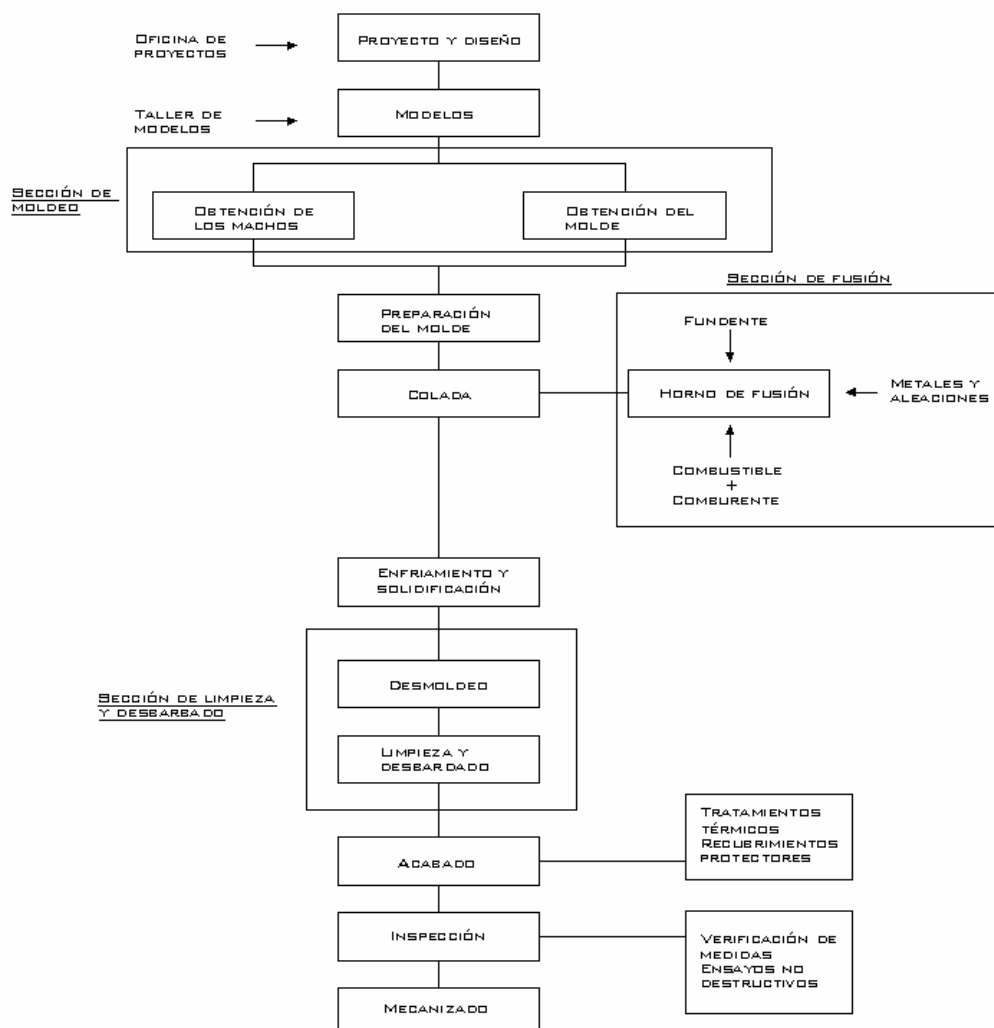 OFICINA DE
PROYECTOS
PROYECTO Y DISEÑO
TALLER DE
MODELOS
MODELOS
SECCIÓN DE
MOLDEO
OBTENCIÓN DE
LOS MACHOS
OBTENCIÓN DEL
MOLDE
PREPARACIÓN
DEL MOLDE
COLADA
SECCIÓN DE FUSIÓN
FUNDENTE
HORNO DE FUSIÓN
METALES Y
ALEACIONES
COMBUSTIBLE
+
COMBURENTE
ENFRIAMIENTO Y
SOLIDIFICACIÓN
SECCIÓN DE LIMPIEZA
Y DESBARBADO
DESMOLDEO
LIMPIEZA Y
DESBARDADO
ACABADO
TRATAMIENTOS
TÉRMICOS
RECUBRIMIENTOS
PROTECTORES
INSPECCIÓN
VERIFICACIÓN DE
MEDIDAS
ENSAYOS NO
DESTRUCTIVOS
MECANIZADO